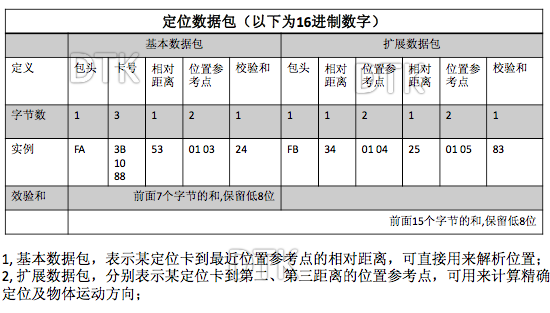 定位数据包（以下为16进制数字）
基本数据包 扩展数据包
定义 包头 卡号 相对距离 位置参考点 校验和 包头 相对距离 位置参考点 相对距离 位置参考点 校验和
字节数 1 3 1 2 1 1 1 2 1 2 1
实例 FA 3B 10 88 53 01 03 24 FB 34 01 04 25 01 05 83
效验和 前面7个字节的和,保留低8位
前面15个字节的和,保留低8位
1, 基本数据包，表示某定位卡到最近位置参考点的相对距离，可直接用来解析位置；
2, 扩展数据包，分别表示某定位卡到第二、第三距离的位置参考点，可用来计算精确
定位及物体运动方向；
DTK
DTK
DTK